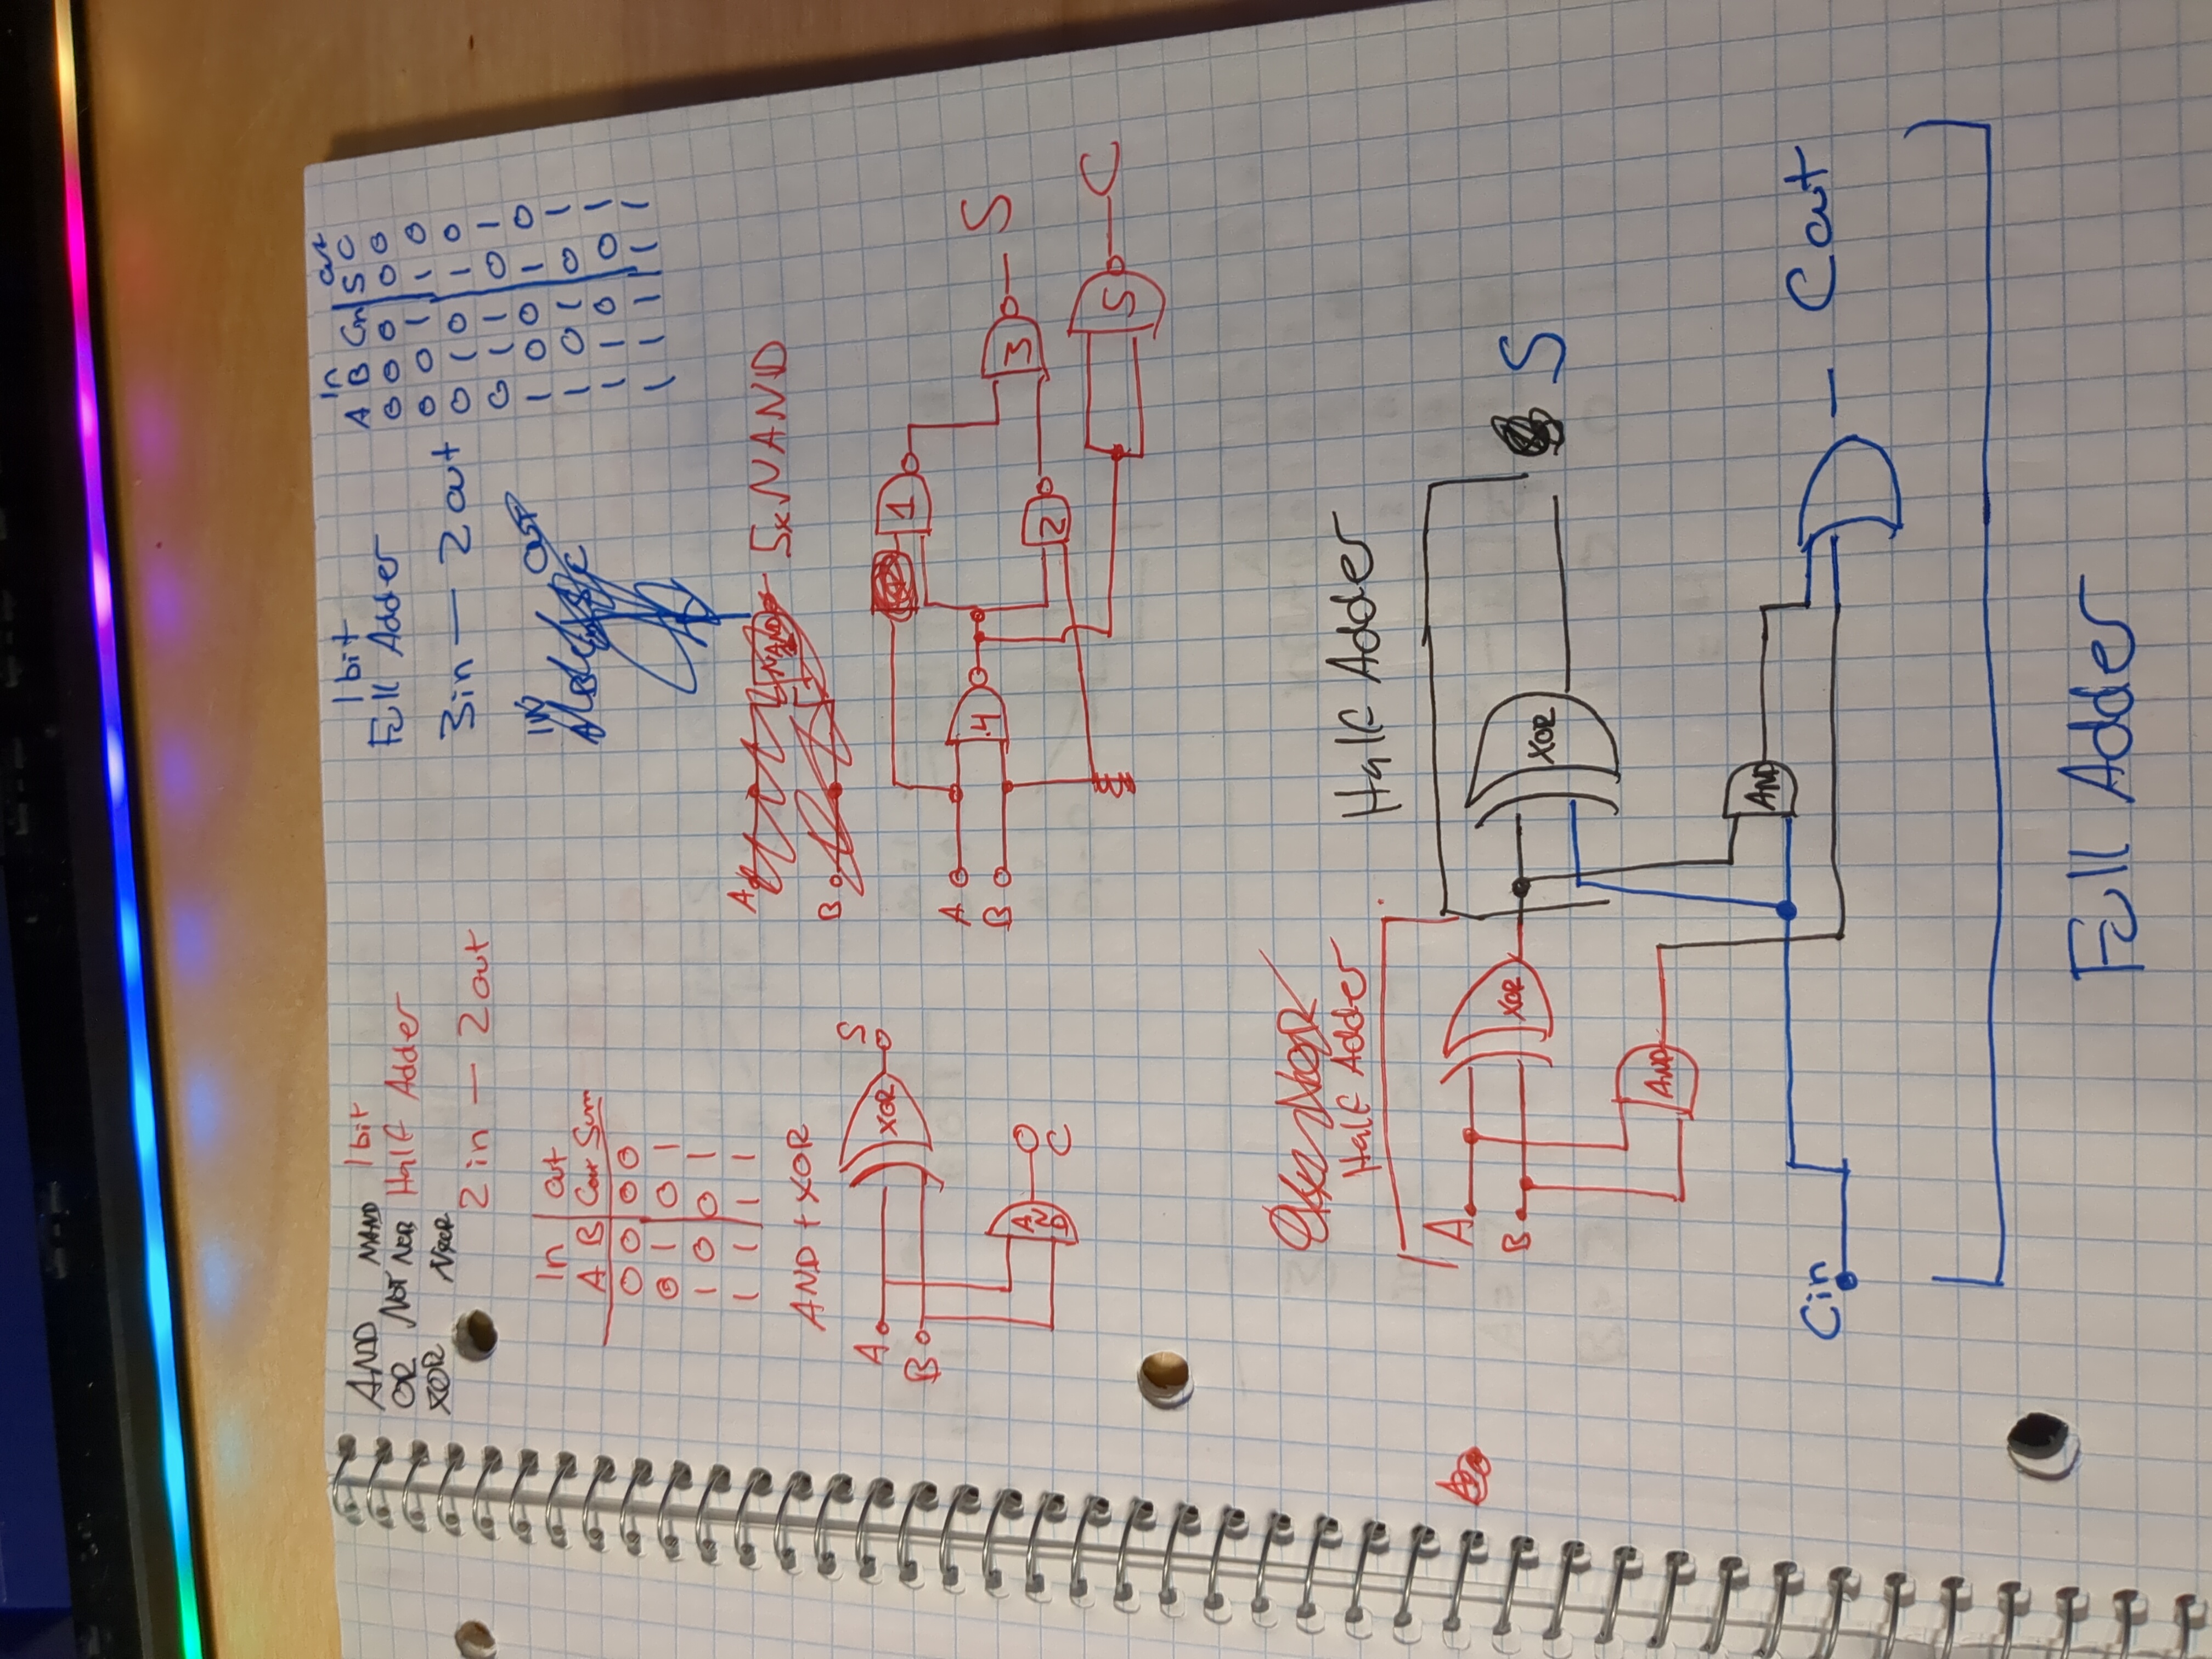 AND NAND
OR NOT NOR
XOR NXOR
1 bit
Half Adder
2 in — 2 out
In out
A B Cout Sum
0 0 0 0
0 1 0 1
1 0 0 1
1 1 1 1
AND + XOR
A
B
XOR
S
AND
C
1 bit
Full Adder
3in — 2 out
In out
A B Cin S C
0 0 0 0 0
0 0 1 1 0
0 1 0 1 0
0 1 1 0 1
1 0 0 1 0
1 0 1 0 1
1 1 0 0 1
1 1 1 1 1
IN out
A B C
A
B
NAND
5x NAND
A
B
4
1
2
3
S
5
C
NOR
Half Adder
Half Adder
A
B
XOR
XOR
S
AND
AND
Cin
Cout
Full Adder